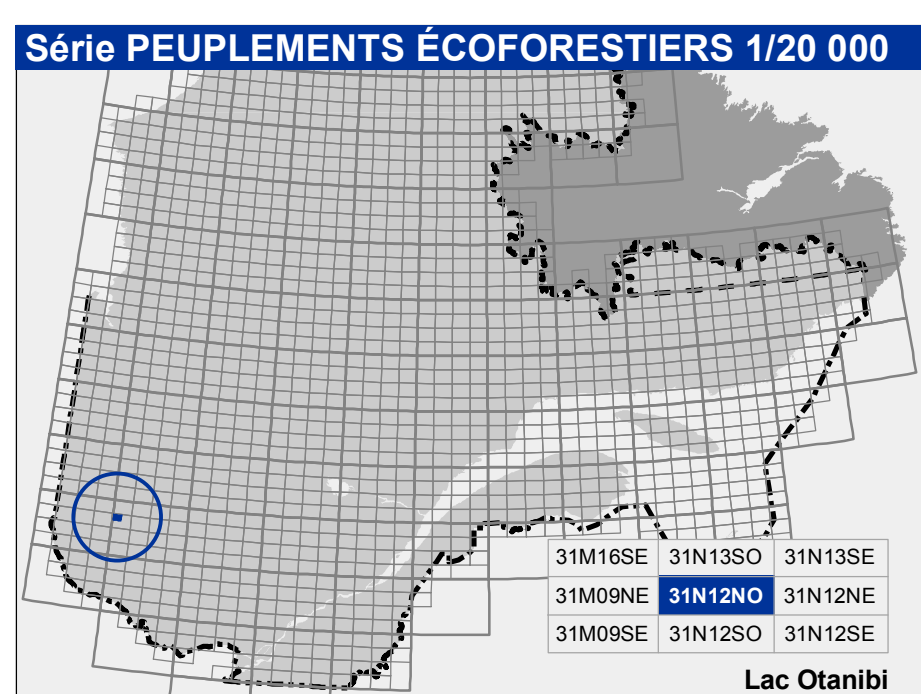 Série PEUPLEMENTS ÉCOFORESTIERS 1/20 000
31M16SE 31N13SO 31N13SE
31M09NE 31N12NO 31N12NE
31M09SE 31N12SO 31N12SE
Lac Otanibi